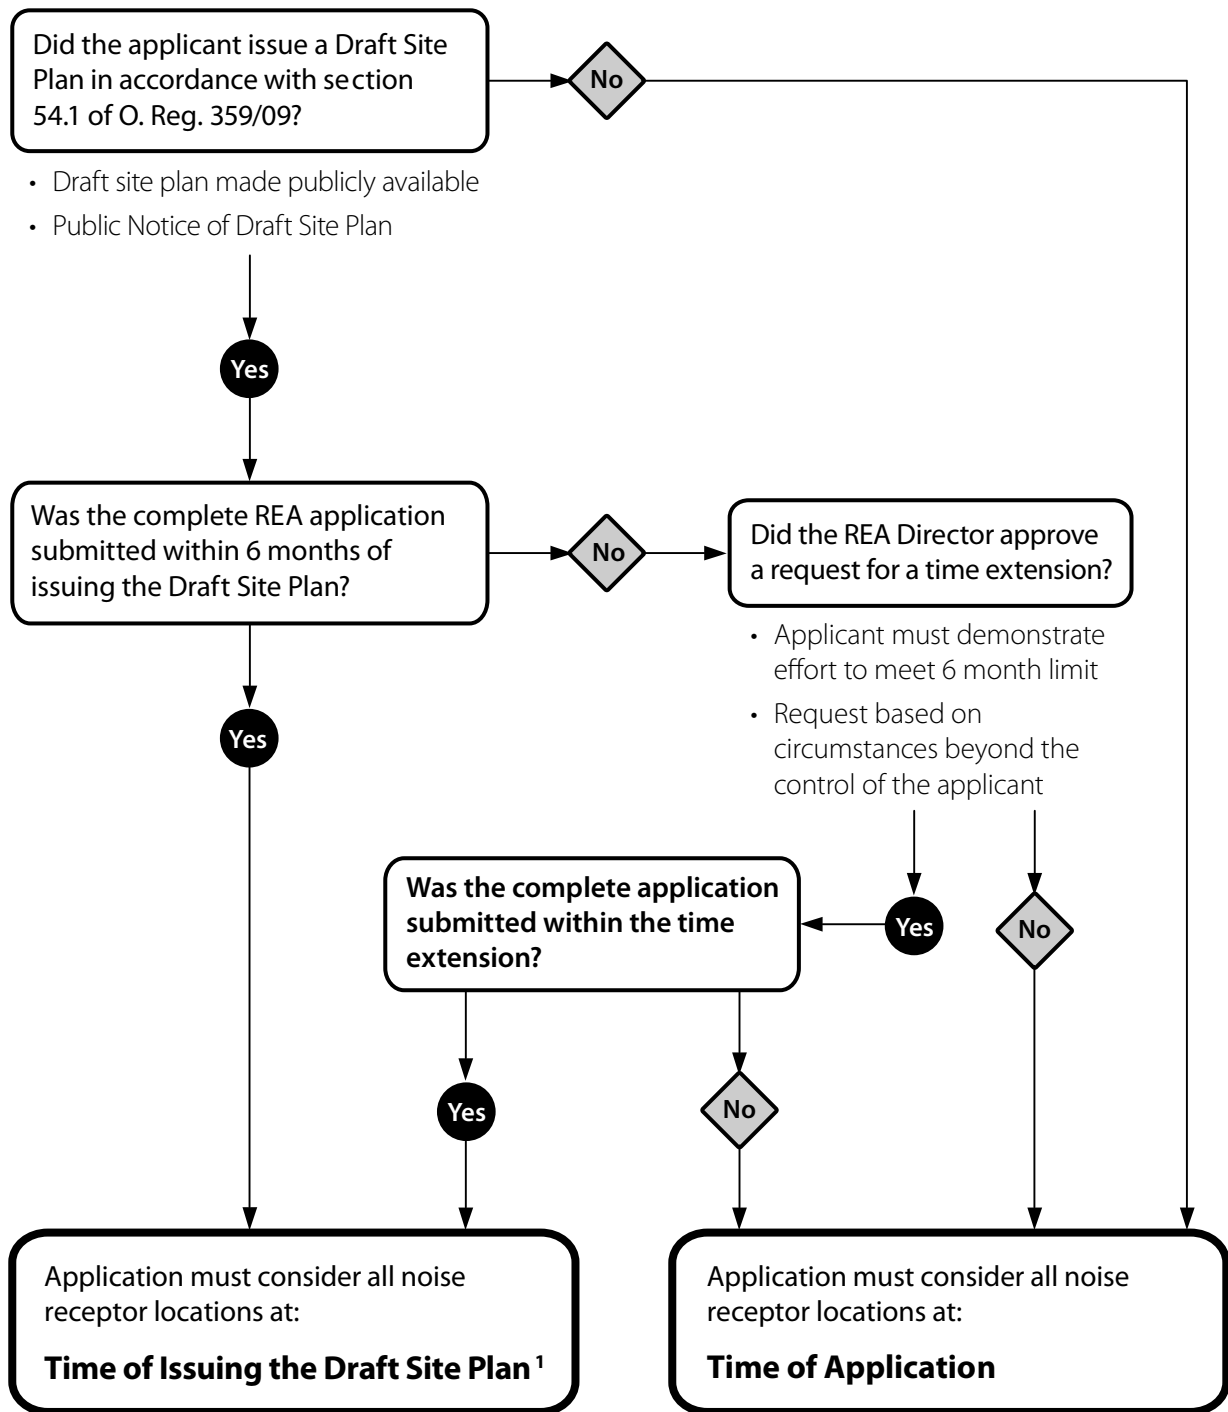 Did the applicant issue a Draft Site
Plan in accordance with section
54.1 of O. Reg. 359/09?
No
• Draft site plan made publicly available
• Public Notice of Draft Site Plan
Yes
Was the complete REA application
submitted within 6 months of
issuing the Draft Site Plan?
No
Did the REA Director approve
a request for a time extension?
• Applicant must demonstrate
effort to meet 6 month limit
• Request based on
circumstances beyond the
control of the applicant
Yes
Was the complete application
submitted within the time
extension?
Yes
No
Yes
No
Application must consider all noise
receptor locations at:
Time of Issuing the Draft Site Plan ¹
Application must consider all noise
receptor locations at:
Time of Application